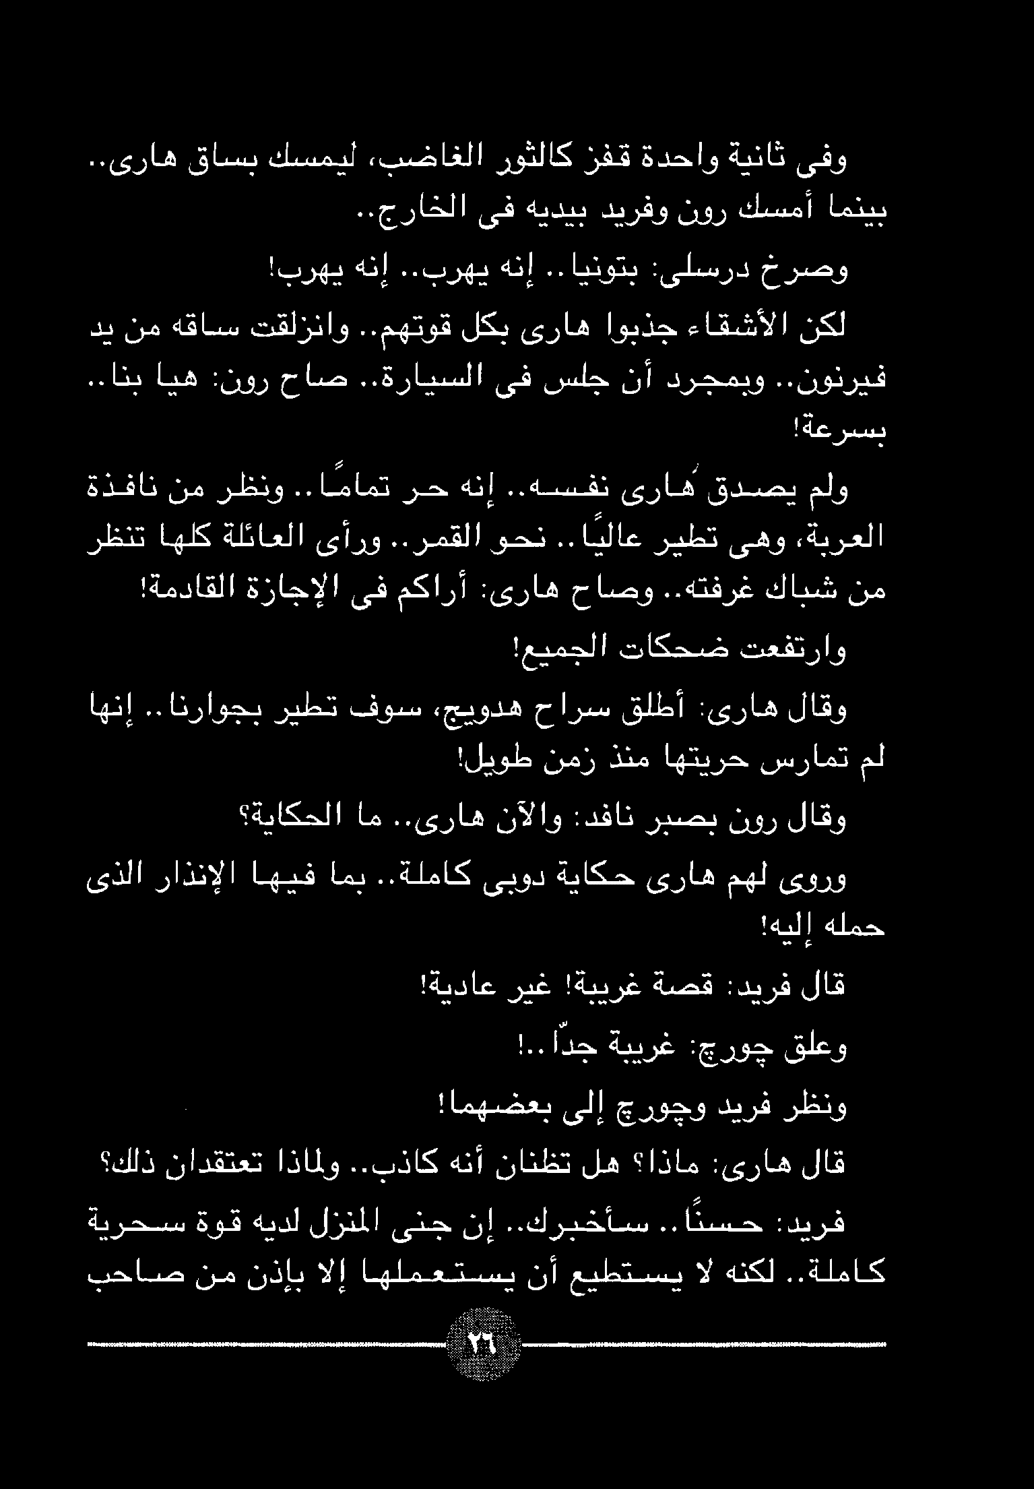 وفى ثانية واحدة قفز كالثور الغاضب، ليمسك بساق هارى..
بينما أمسك رون وفريد بيديه فى الخارج..
وصرخ درسلى: بتونيا.. إنه يهرب.. إنه يهرب!
لكن الأشقاء جذبوا هارى بكل قوتهم.. وانزلقت ساقه من يد
فيرنون.. وبمجرد أن جلس فى السيارة.. صاح رون: هيا بنا..
بسرعة!
ولم يصدق هارى نفسه.. إنه حر تمامًا.. ونظر من نافذة
العربة، وهى تطير عاليًا.. نحو القمر.. ورأى العائلة كلها تنظر
من شباك غرفته.. وصاح هارى: أراكم فى الإجازة القادمة!
وارتفعت ضحكات الجميع!
وقال هارى: أطلق سراح هدويج، سوف تطير بجوارنا.. إنها
لم تمارس حريتها منذ زمن طويل!
وقال رون بصبر نافد: والآن هارى.. ما الحكاية؟
وروى لهم هارى حكاية دوبى كاملة.. بما فيها الإنذار الذى
حمله إليه!
قال فريد: قصة غريبة! غير عادية!
وعلق چورچ: غريبة جدًا..!
ونظر فريد وچورچ إلى بعضهما!
قال هارى: ماذا؟ هل تظنان أنه كاذب.. ولماذا تعتقدان ذلك؟
فريد: حسنًا.. سأخبرك.. إن جنى المنزل لديه قوة سحرية
كاملة.. لكنه لا يستطيع أن يستعملها إلا بإذن من صاحب
٢٦